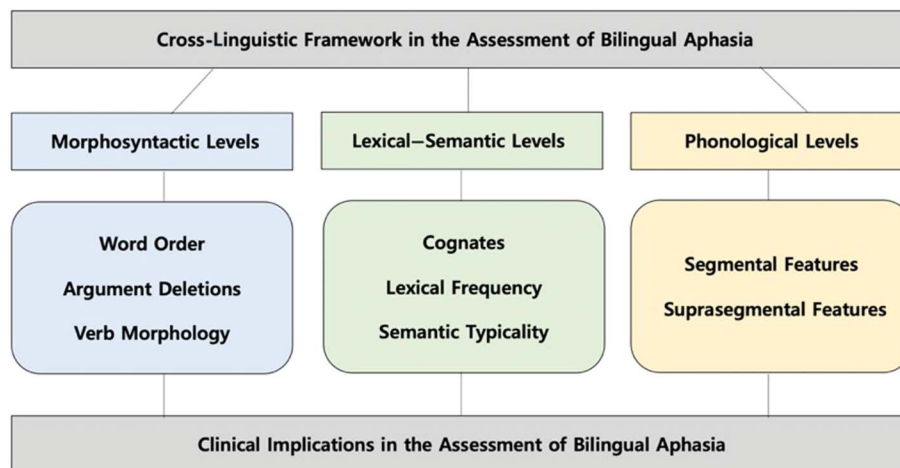 Cross-Linguistic Framework in the Assessment of Bilingual Aphasia
Morphosyntactic Levels
Lexical–Semantic Levels
Phonological Levels
Word Order
Argument Deletions
Verb Morphology
Cognates
Lexical Frequency
Semantic Typicality
Segmental Features
Suprasegmental Features
Clinical Implications in the Assessment of Bilingual Aphasia